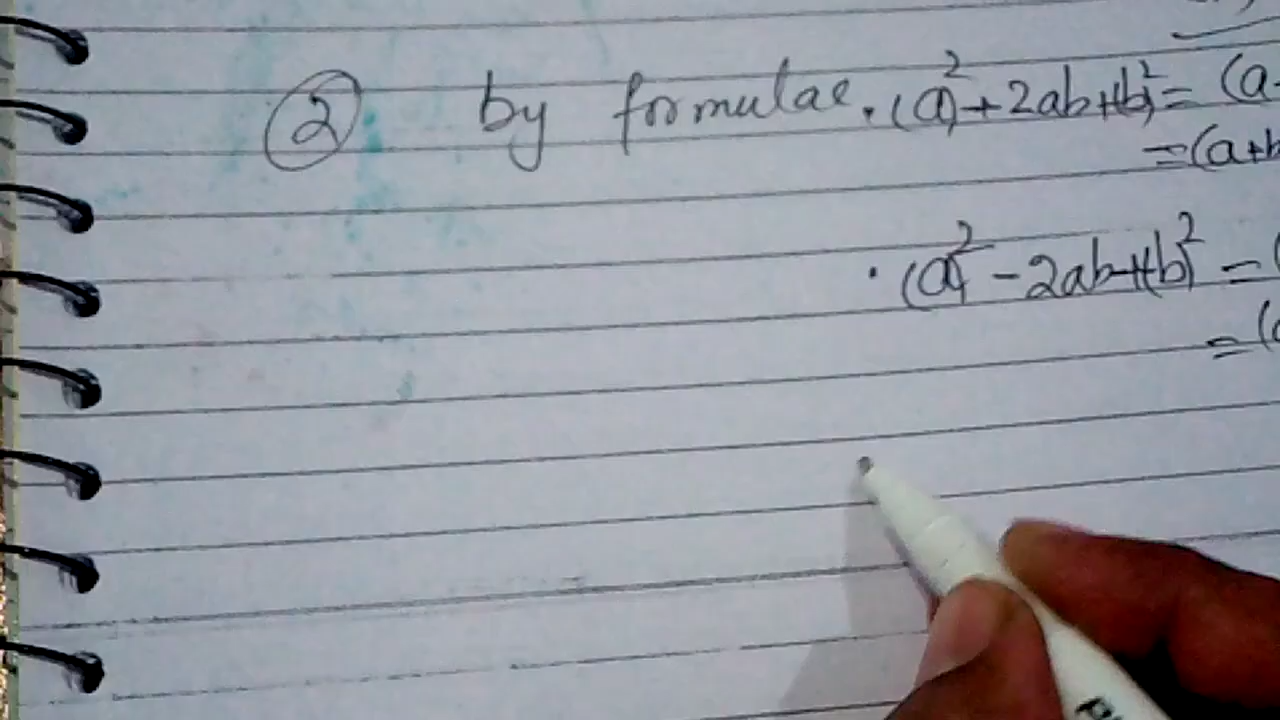 ② by formulae. (a)²+2ab+(b)²= (a
=(a+b
· (a)²-2ab+(b)² = (
= (a